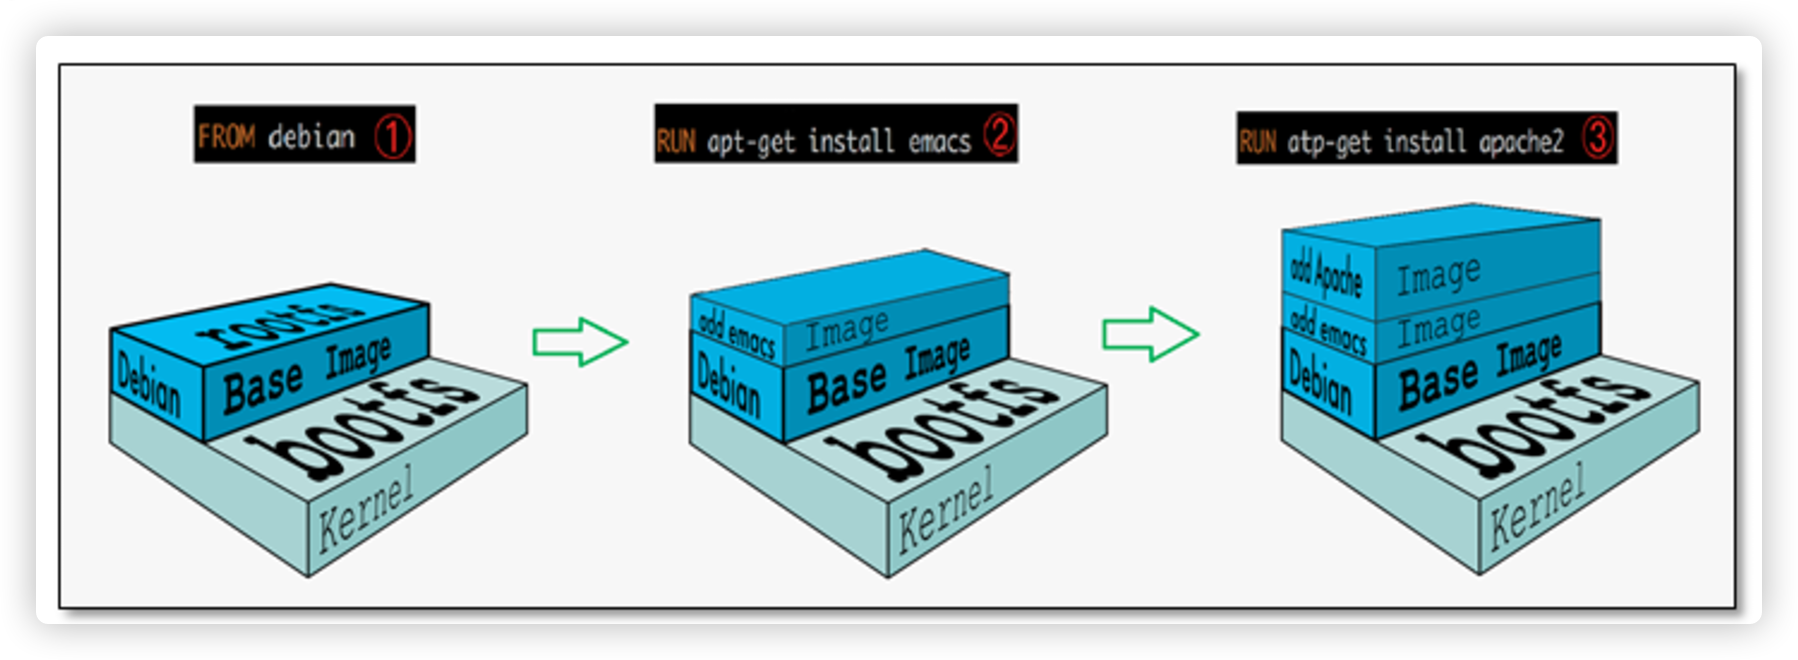 FROM debian ①
RUN apt-get install emacs ②
RUN atp-get install apache2 ③
rootfs
Debian
Base Image
bootfs
Kernel
add emacs
Image
Debian
Base Image
bootfs
Kernel
add Apache
Image
add emacs
Image
Debian
Base Image
bootfs
Kernel